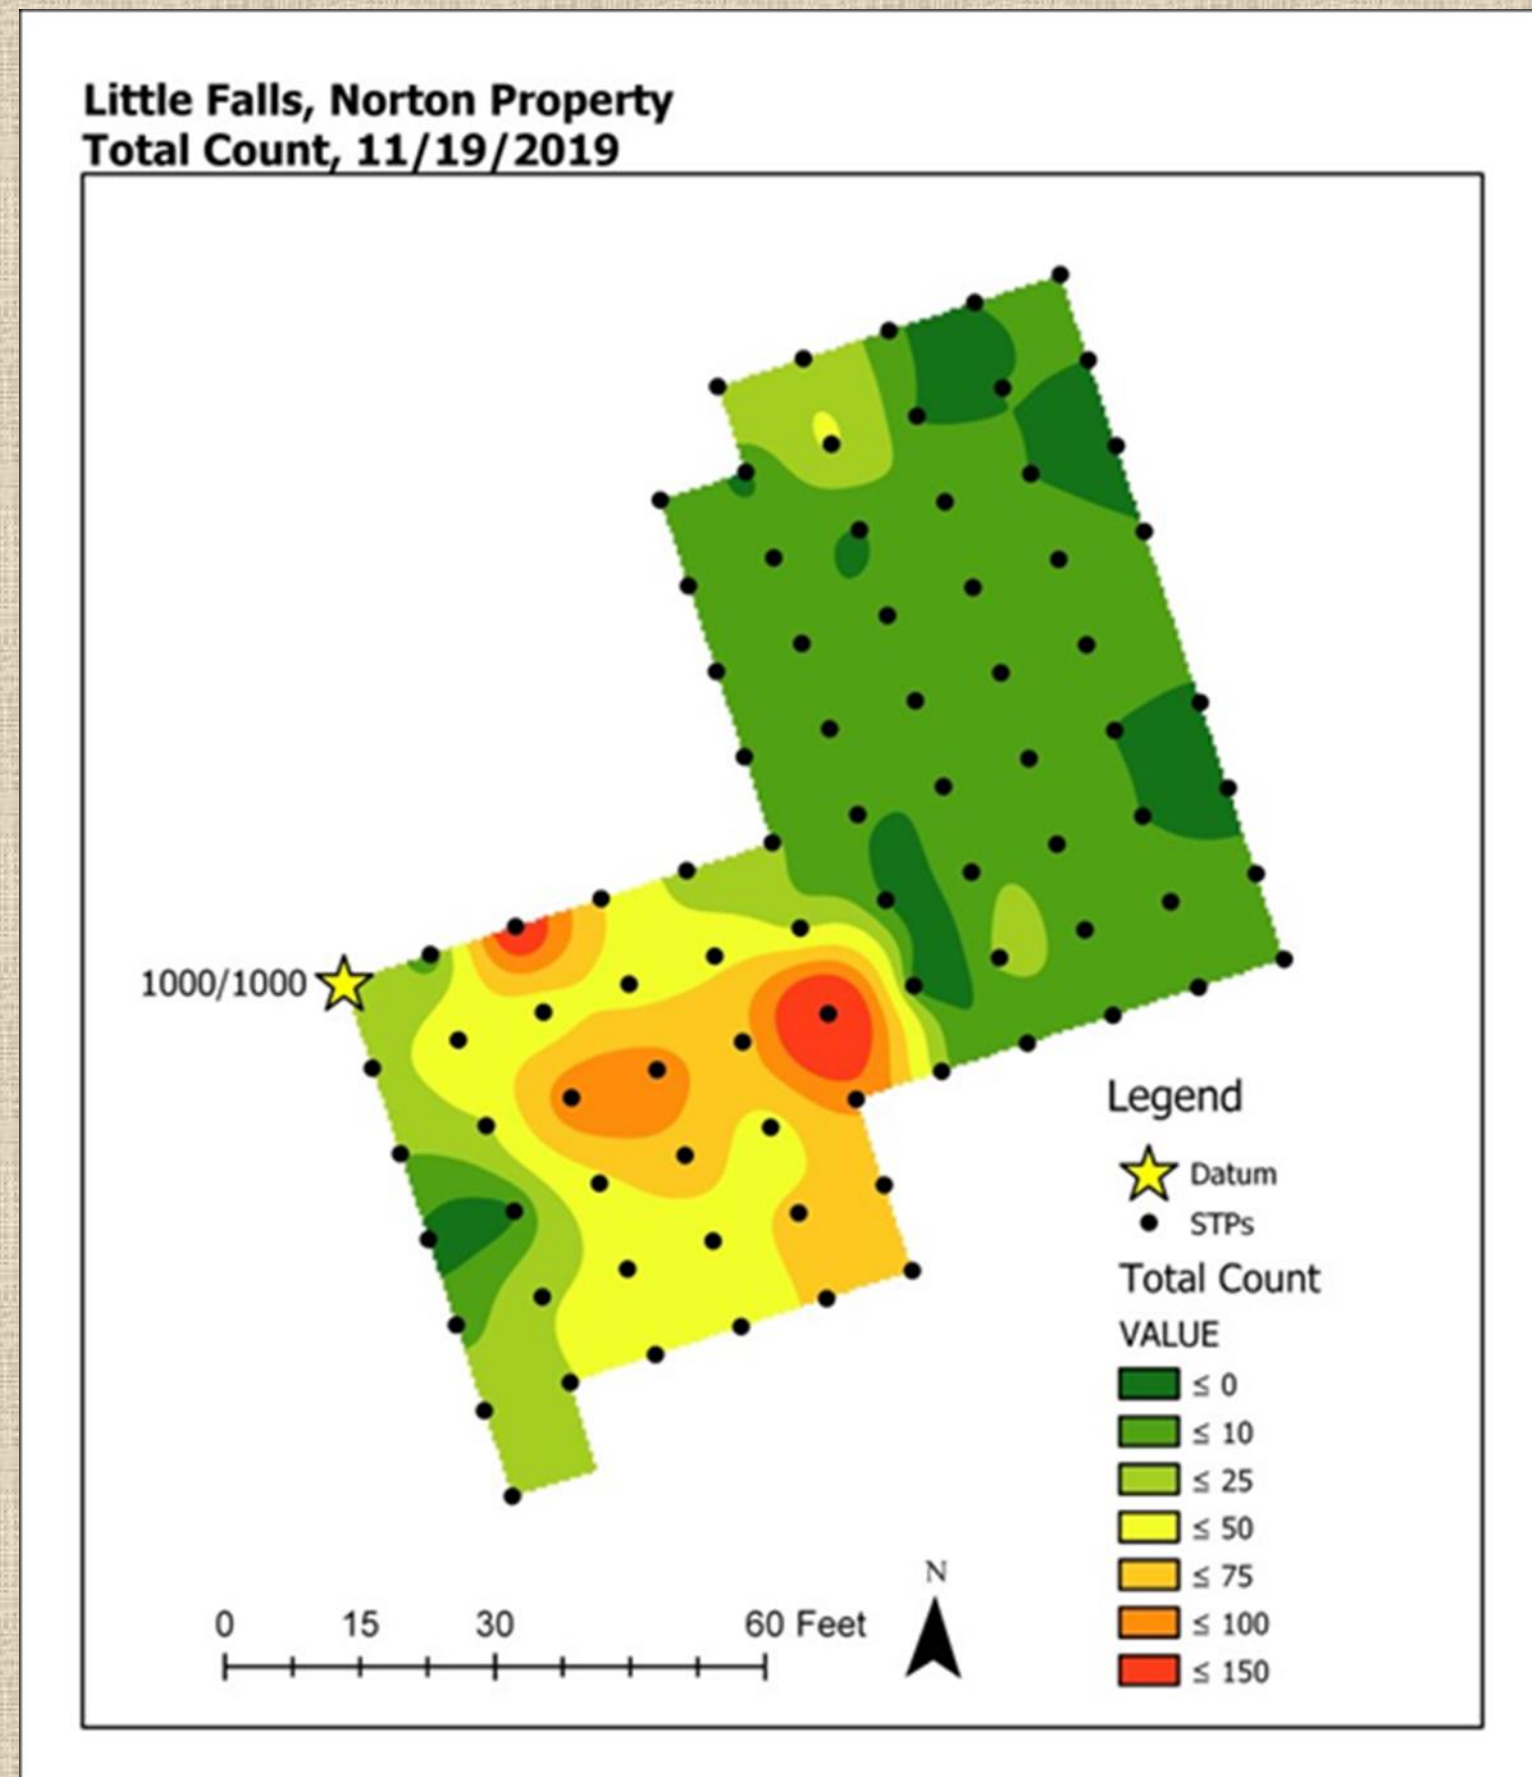 Little Falls, Norton Property
Total Count, 11/19/2019
1000/1000
Legend
Datum
STPs
Total Count
VALUE
≤ 0
≤ 10
≤ 25
≤ 50
≤ 75
≤ 100
≤ 150
N
0 15 30 60 Feet